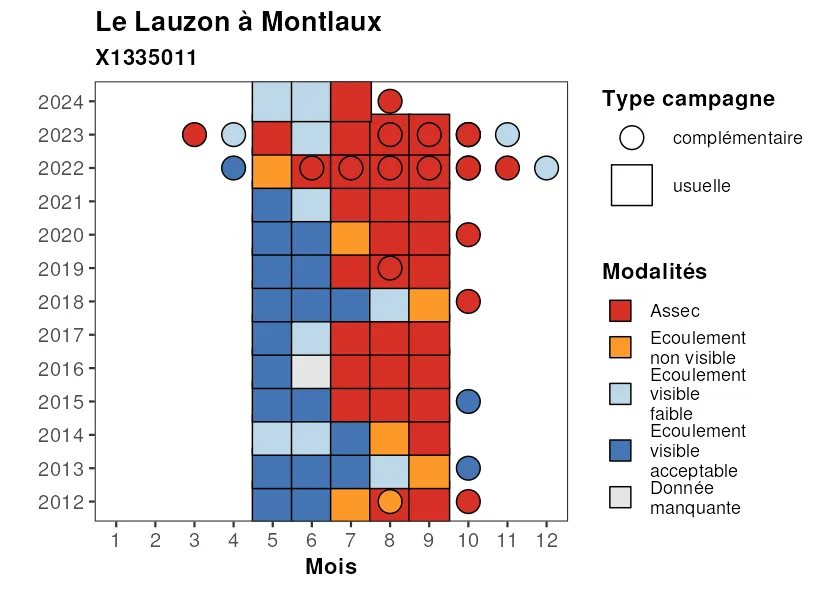 Le Lauzon à Montlaux
X1335011
2024
2023
2022
2021
2020
2019
2018
2017
2016
2015
2014
2013
2012
1 2 3 4 5 6 7 8 9 10 11 12
Mois
Type campagne
complémentaire
usuelle
Modalités
Assec
Ecoulement
non visible
Ecoulement
visible
faible
Ecoulement
visible
acceptable
Donnée
manquante